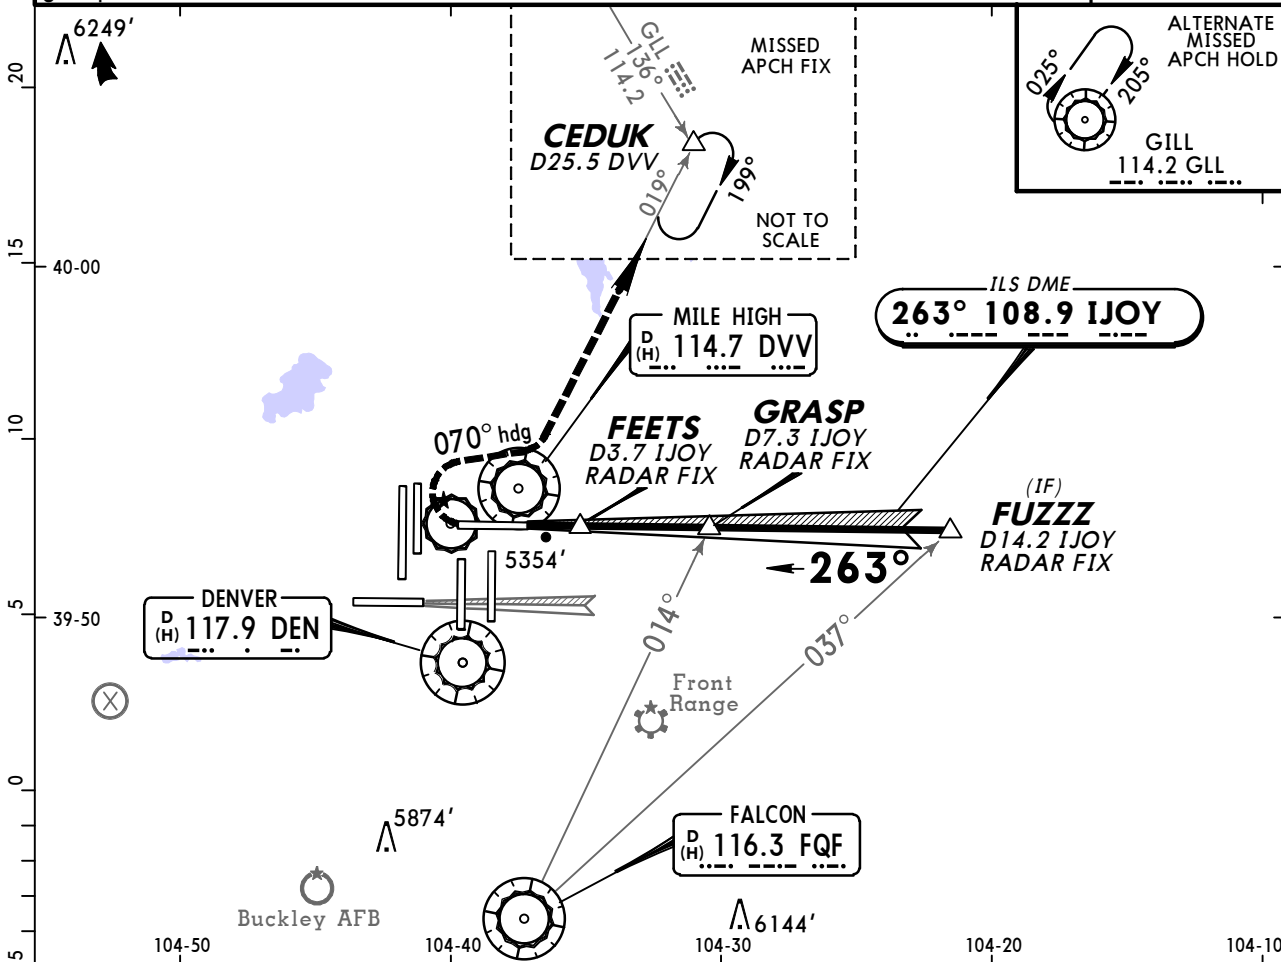 6249'
GLL
136°
114.2
MISSED
APCH FIX
CEDUK
D25.5 DVV
019°
199°
NOT TO
SCALE
ALTERNATE
MISSED
APCH HOLD
025°
205°
GILL
114.2 GLL
20
15
40-00
ILS DME
263° 108.9 IJOY
MILE HIGH
D
(H) 114.7 DVV
070° hdg
FEETS
D3.7 IJOY
RADAR FIX
GRASP
D7.3 IJOY
RADAR FIX
(IF)
FUZZZ
D14.2 IJOY
RADAR FIX
10
5354'
263°
DENVER
D
(H) 117.9 DEN
5
39-50
014°
037°
X
Front
Range
0
5874'
FALCON
D
(H) 116.3 FQF
Buckley AFB
6144'
5
104-50
104-40
104-30
104-20
104-10